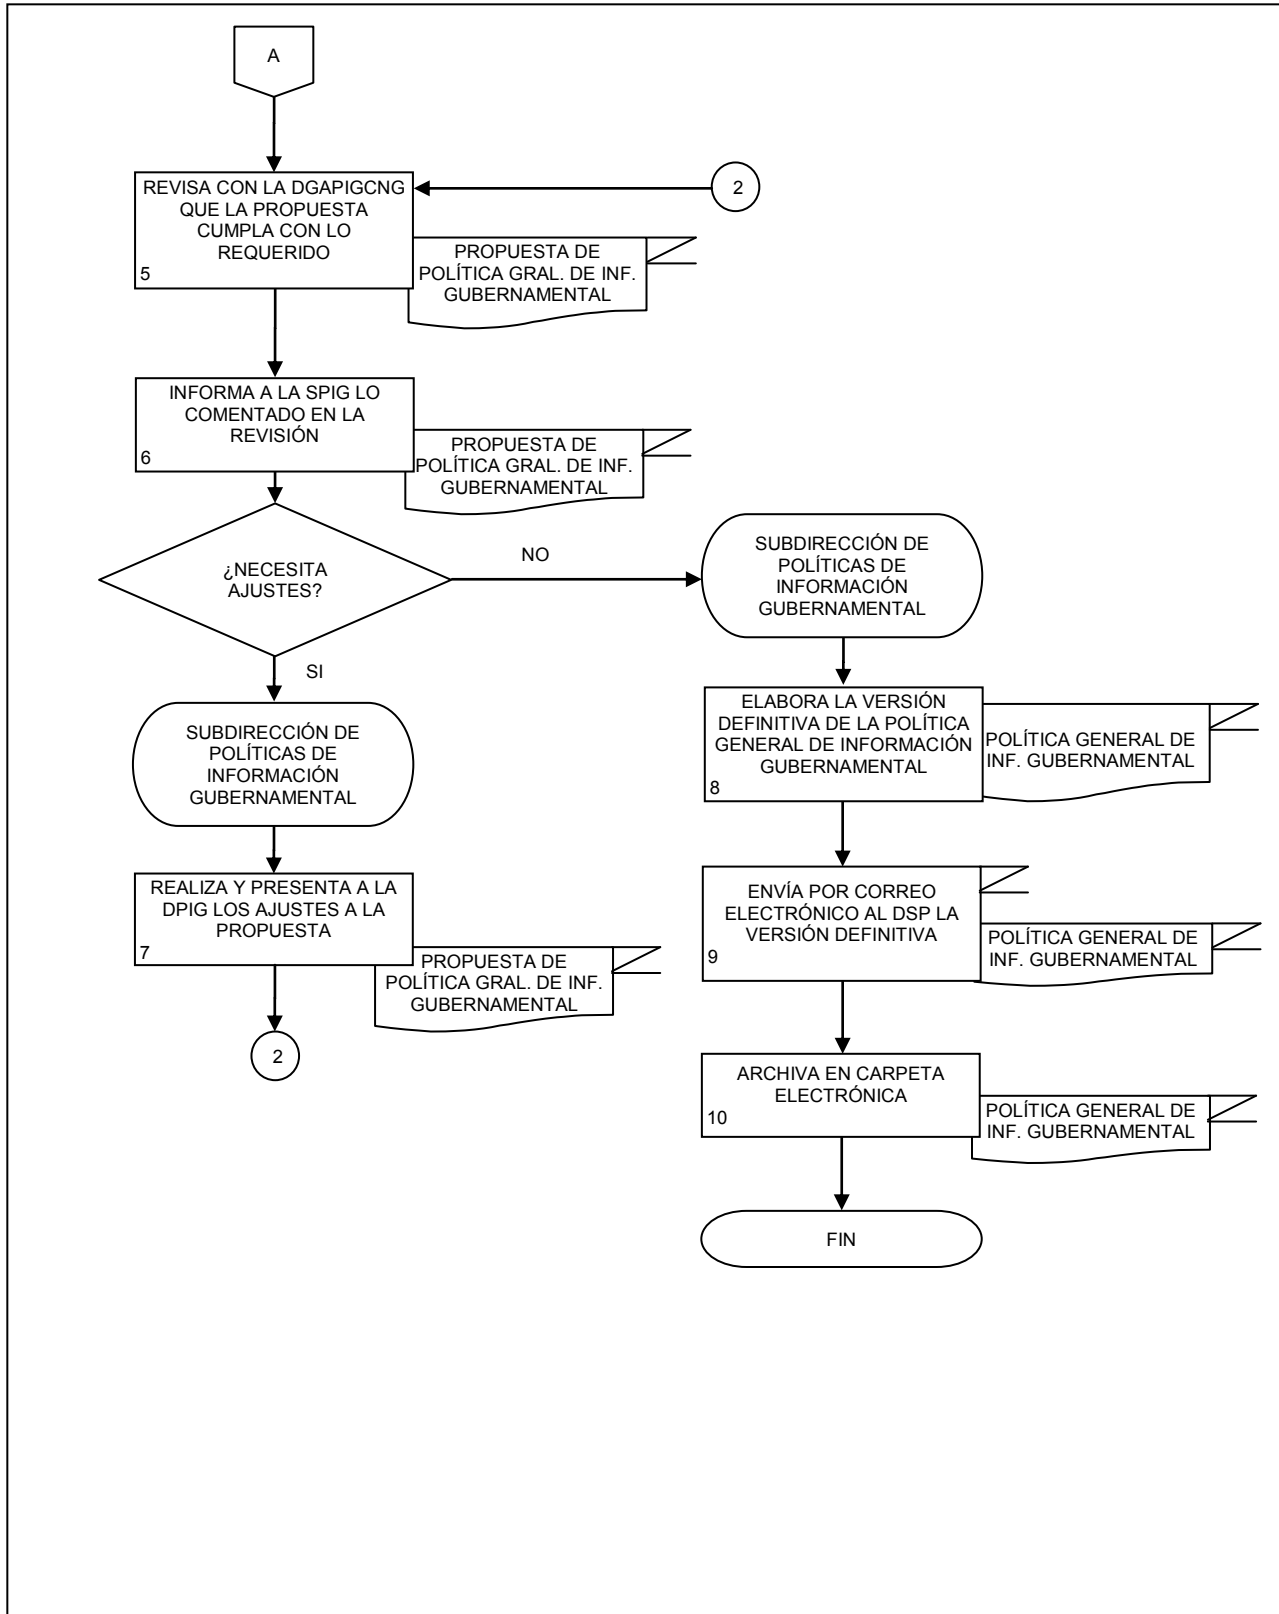 A
REVISA CON LA DGAPIGCNG
QUE LA PROPUESTA
CUMPLA CON LO
REQUERIDO
5
2
PROPUESTA DE
POLÍTICA GRAL. DE INF.
GUBERNAMENTAL
INFORMA A LA SPIG LO
COMENTADO EN LA
REVISIÓN
6
PROPUESTA DE
POLÍTICA GRAL. DE INF.
GUBERNAMENTAL
¿NECESITA
AJUSTES?
NO
SI
SUBDIRECCIÓN DE
POLÍTICAS DE
INFORMACIÓN
GUBERNAMENTAL
REALIZA Y PRESENTA A LA
DPIG LOS AJUSTES A LA
PROPUESTA
7
PROPUESTA DE
POLÍTICA GRAL. DE INF.
GUBERNAMENTAL
2
SUBDIRECCIÓN DE
POLÍTICAS DE
INFORMACIÓN
GUBERNAMENTAL
ELABORA LA VERSIÓN
DEFINITIVA DE LA POLÍTICA
GENERAL DE INFORMACIÓN
GUBERNAMENTAL
8
POLÍTICA GENERAL DE
INF. GUBERNAMENTAL
ENVÍA POR CORREO
ELECTRÓNICO AL DSP LA
VERSIÓN DEFINITIVA
9
POLÍTICA GENERAL DE
INF. GUBERNAMENTAL
ARCHIVA EN CARPETA
ELECTRÓNICA
10
POLÍTICA GENERAL DE
INF. GUBERNAMENTAL
FIN